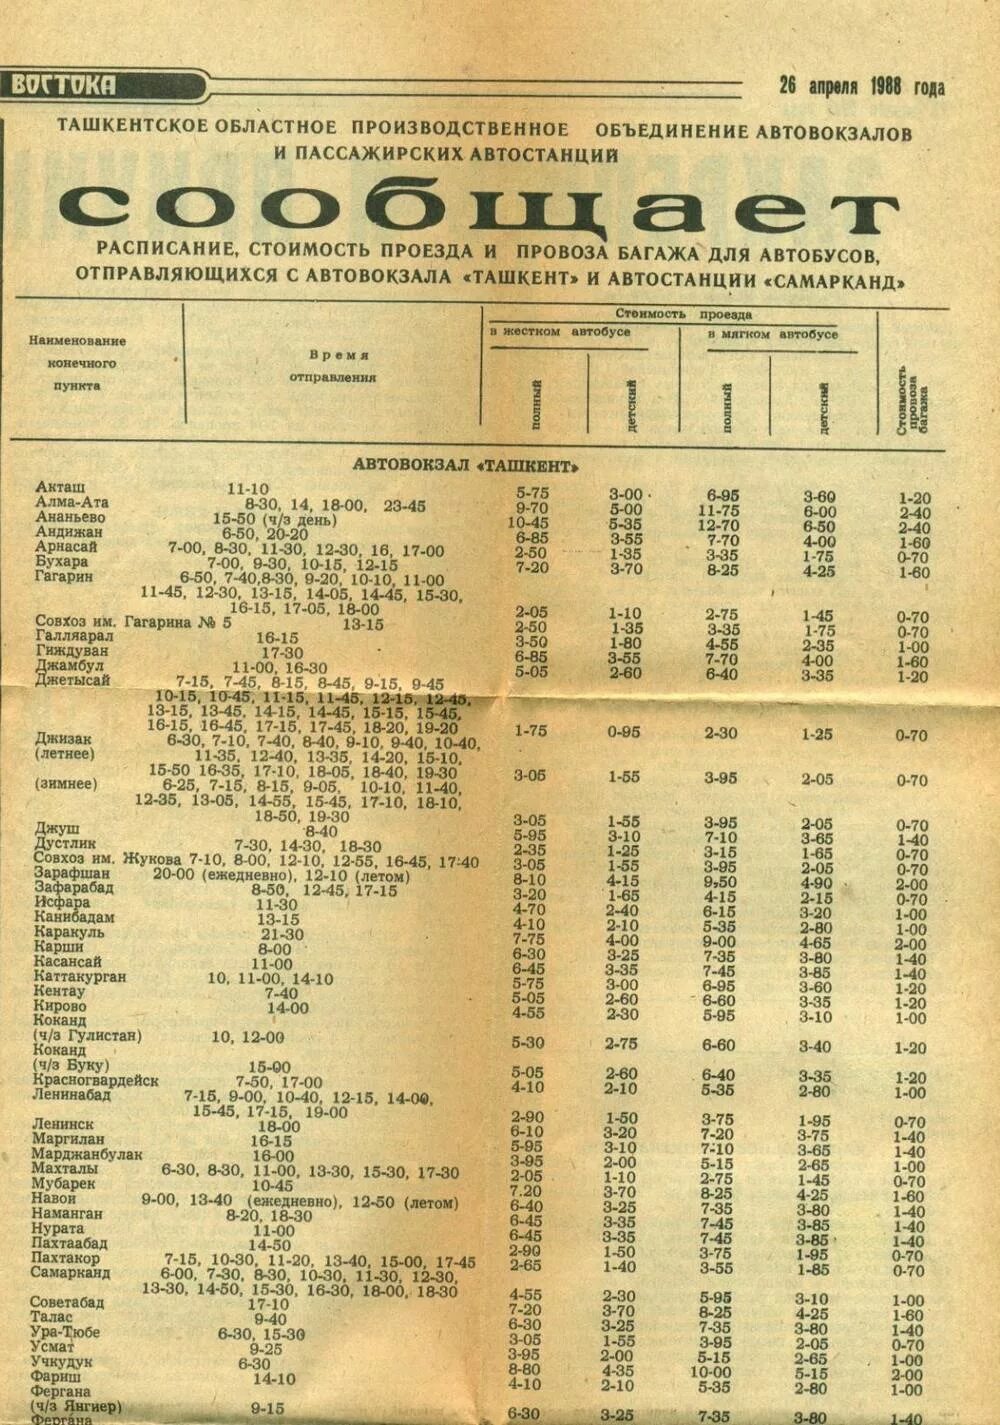 ВОСТОКА
26 апреля 1988 года
ТАШКЕНТСКОЕ ОБЛАСТНОЕ ПРОИЗВОДСТВЕННОЕ ОБЪЕДИНЕНИЕ АВТОВОКЗАЛОВ
И ПАССАЖИРСКИХ АВТОСТАНЦИЙ
сообщает
РАСПИСАНИЕ, СТОИМОСТЬ ПРОЕЗДА И ПРОВОЗА БАГАЖА ДЛЯ АВТОБУСОВ,
ОТПРАВЛЯЮЩИХСЯ С АВТОВОКЗАЛА «ТАШКЕНТ» И АВТОСТАНЦИИ «САМАРКАНД»
Наименование
конечного
пункта
Время
отправления
Стоимость проезда
в жестком автобусе
в мягком автобусе
полный
детский
полный
детский
Стоимость
провоза
багажа
АВТОВОКЗАЛ «ТАШКЕНТ»
Акташ 11-10 5-75 3-00 6-95 3-60 1-20
Алма-Ата 8-30, 14, 18-00, 23-45 9-70 5-00 11-75 6-00 2-40
Ананьево 15-50 (ч/з день) 10-45 5-35 12-70 6-50 2-40
Андижан 6-50, 20-20 6-85 3-55 7-70 4-00 1-60
Арнасай 7-00, 8-30, 11-30, 12-30, 16, 17-00 2-50 1-35 3-35 1-75 0-70
Бухара 7-00, 9-30, 10-15, 12-15 7-20 3-70 8-25 4-25 1-60
Гагарин 6-50, 7-40,8-30, 9-20, 10-10, 11-00
11-45, 12-30, 13-15, 14-05, 14-45, 15-30,
16-15, 17-05, 18-00 2-05 1-10 2-75 1-45 0-70
Совхоз им. Гагарина № 5 13-15 2-50 1-35 3-35 1-75 0-70
Галляарал 16-15 3-50 1-80 4-55 2-35 1-00
Гиждуван 17-30 6-85 3-55 7-70 4-00 1-60
Джамбул 11-00, 16-30 5-05 2-60 6-40 3-35 1-20
Джетысай 7-15, 7-45, 8-15, 8-45, 9-15, 9-45
10-15, 10-45, 11-15, 11-45, 12-15, 12-45,
13-15, 13-45, 14-15, 14-45, 15-15, 15-45,
16-15, 16-45, 17-15, 17-45, 18-20, 19-20 1-75 0-95 2-30 1-25 0-70
Джизак 6-30, 7-10, 7-40, 8-40, 9-10, 9-40, 10-40,
(летнее) 11-35, 12-40, 13-35, 14-20, 15-10,
15-50 16-35, 17-10, 18-05, 18-40, 19-30 3-05 1-55 3-95 2-05 0-70
(зимнее) 6-25, 7-15, 8-15, 9-05, 10-10, 11-40,
12-35, 13-05, 14-55, 15-45, 17-10, 18-10,
18-50, 19-30 3-05 1-55 3-95 2-05 0-70
Джуш 8-40 5-95 3-10 7-10 3-65 1-40
Дустлик 7-30, 14-30, 18-30 2-35 1-25 3-15 1-65 0-70
Совхоз им. Жукова 7-10, 8-00, 12-10, 12-55, 16-45, 17-40 3-05 1-55 3-95 2-05 0-70
Зарафшан 20-00 (ежедневно), 12-10 (летом) 8-10 4-15 9-50 4-90 2-00
Зафарабад 8-50, 12-45, 17-15 3-20 1-65 4-15 2-15 0-70
Исфара 11-30 4-70 2-40 6-15 3-20 1-00
Канибадам 13-15 4-10 2-10 5-35 2-80 1-00
Каракуль 21-30 7-75 4-00 9-00 4-65 2-00
Карши 8-00 6-30 3-25 7-35 3-80 1-40
Касансай 11-00 6-45 3-35 7-45 3-85 1-40
Каттакурган 10, 11-00, 14-10 5-75 3-00 6-95 3-60 1-20
Кентау 7-40 5-05 2-60 6-60 3-35 1-20
Кирово 14-00 4-55 2-30 5-95 3-10 1-00
Коканд
(ч/з Гулистан) 10, 12-00 5-30 2-75 6-60 3-40 1-20
Коканд
(ч/з Буку) 15-00 5-05 2-60 6-40 3-35 1-20
Красногвардейск 7-50, 17-00 4-10 2-10 5-35 2-80 1-00
Ленинабад 7-15, 9-00, 10-40, 12-15, 14-00,
15-45, 17-15, 19-00 2-90 1-50 3-75 1-95 0-70
Ленинск 18-00 6-10 3-20 7-20 3-75 1-40
Маргилан 16-15 5-95 3-10 7-10 3-65 1-40
Марджанбулак 16-00 3-95 2-00 5-15 2-65 1-00
Махталы 6-30, 8-30, 11-00, 13-30, 15-30, 17-30 2-05 1-10 2-75 1-45 0-70
Мубарек 10-45 7.20 3-70 8-25 4-25 1-60
Навои 9-00, 13-40 (ежедневно), 12-50 (летом) 6-40 3-25 7-35 3-80 1-40
Наманган 8-20, 18-30 6-45 3-35 7-45 3-85 1-40
Нурата 11-00 6-45 3-35 7-45 3-85 1-40
Пахтаабад 14-50 2-90 1-50 3-75 1-95 0-70
Пахтакор 7-15, 10-30, 11-20, 13-40, 15-00, 17-45 2-65 1-40 3-55 1-85 0-70
Самарканд 6-00, 7-30, 8-30, 10-30, 11-30, 12-30,
13-30, 14-50, 15-30, 16-30, 18-00, 18-30 4-55 2-30 5-95 3-10 1-00
Советабад 17-10 7-20 3-70 8-25 4-25 1-60
Талас 9-40 6-30 3-25 7-35 3-80 1-40
Ура-Тюбе 6-30, 15-30 3-05 1-55 3-95 2-05 0-70
Усмат 9-25 3-95 2-00 5-15 2-65 1-00
Учкудук 6-30 8-80 4-35 10-00 5-15 2-00
Фариш 14-10 4-10 2-10 5-35 2-80 1-00
Фергана
(ч/з Янгиер) 9-15 6-30 3-25 7-35 3-80 1-40
Фергана